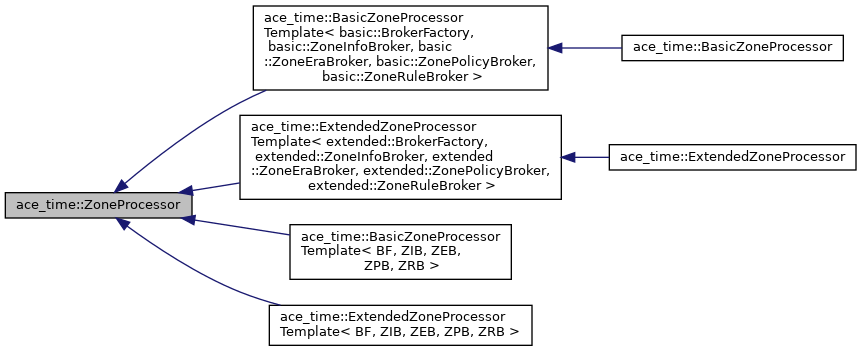 ace_time::BasicZoneProcessor
Template< basic::BrokerFactory,
basic::ZoneInfoBroker, basic
::ZoneEraBroker, basic::ZonePolicyBroker,
basic::ZoneRuleBroker >
ace_time::BasicZoneProcessor
ace_time::ExtendedZoneProcessor
Template< extended::BrokerFactory,
extended::ZoneInfoBroker, extended
::ZoneEraBroker, extended::ZonePolicyBroker,
extended::ZoneRuleBroker >
ace_time::ExtendedZoneProcessor
ace_time::ZoneProcessor
ace_time::BasicZoneProcessor
Template< BF, ZIB, ZEB,
ZPB, ZRB >
ace_time::ExtendedZoneProcessor
Template< BF, ZIB, ZEB, ZPB, ZRB >